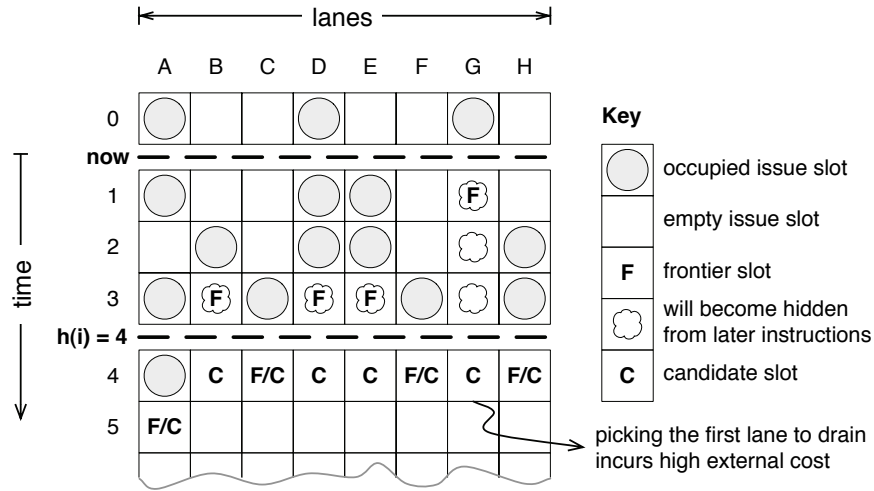 lanes
A B C D E F G H
0
now
1 F
2
3 F F F
h(i) = 4
4 C F/C C C F/C C F/C
5 F/C
time
Key
occupied issue slot
empty issue slot
F frontier slot
will become hidden
from later instructions
C candidate slot
picking the first lane to drain
incurs high external cost